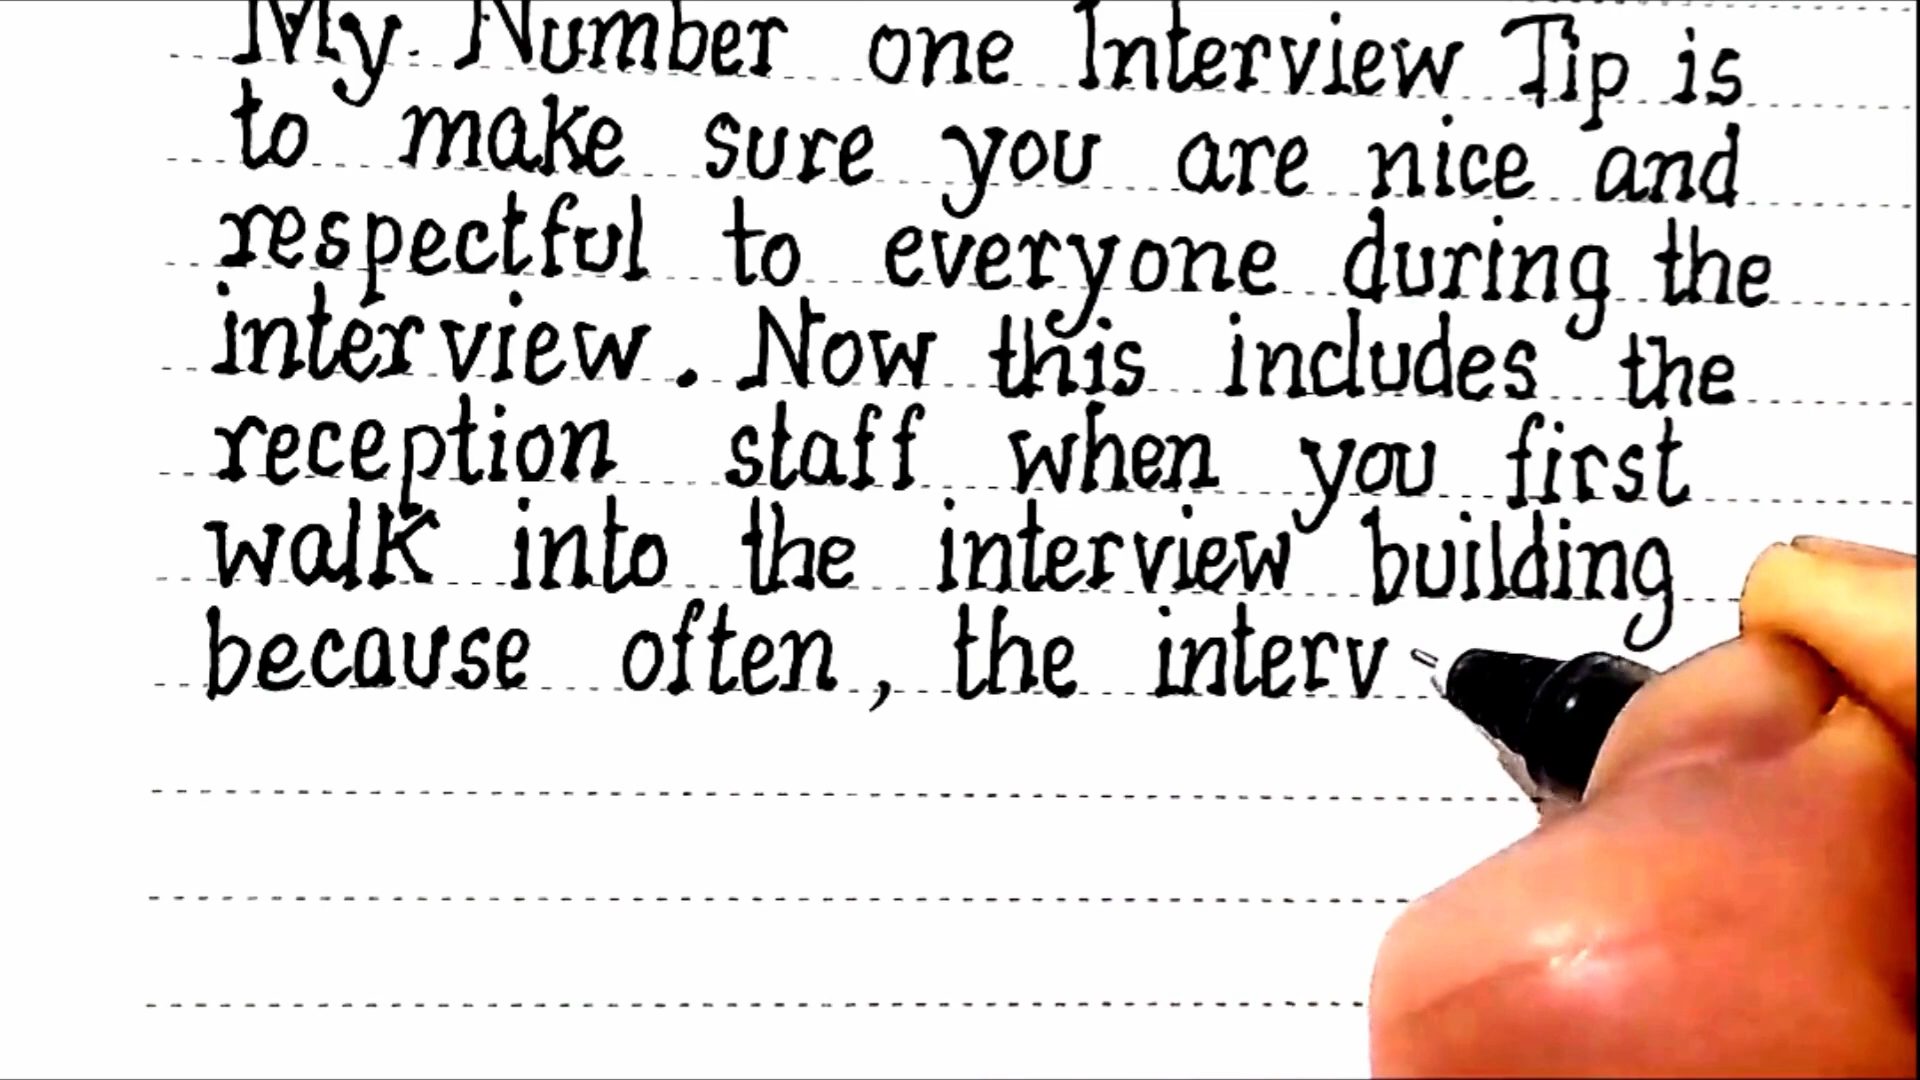 My Number one Interview Tip is
to make sure you are nice and
respectful to everyone during the
interview. Now this includes the
reception staff when you first
walk into the interview building
because often, the interv